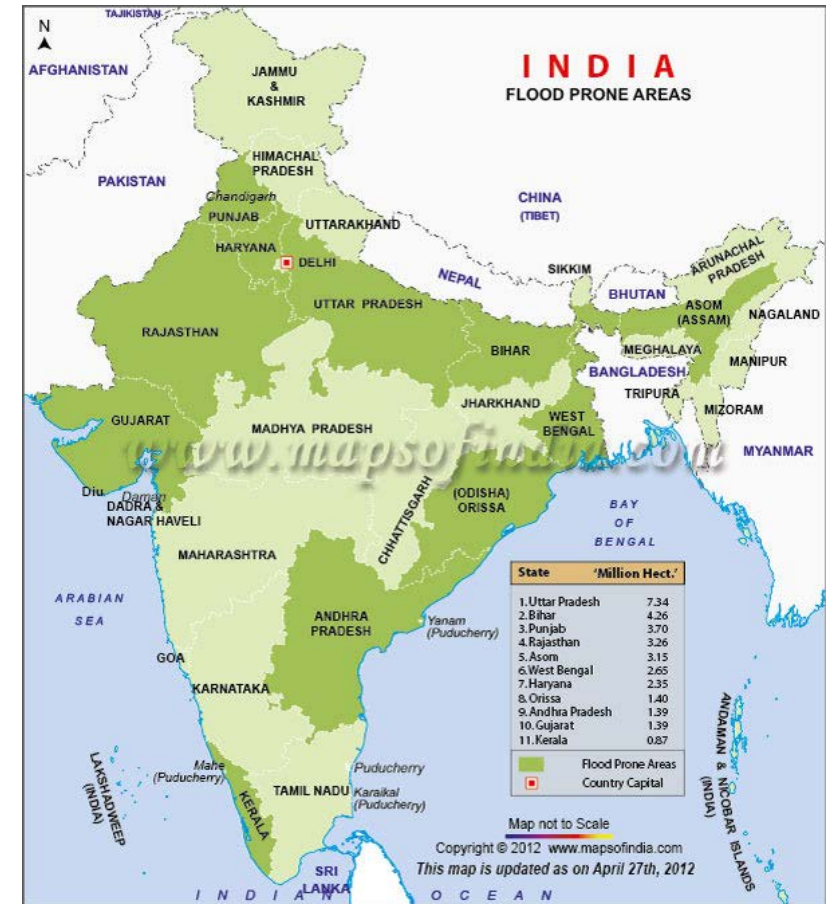 N
TAJIKISTAN
AFGHANISTAN
INDIA
FLOOD PRONE AREAS
JAMMU
&
KASHMIR
HIMACHAL
PRADESH
PAKISTAN
Chandigarh
PUNJAB
UTTARAKHAND
CHINA
(TIBET)
HARYANA
DELHI
NEPAL
SIKKIM
BHUTAN
ARUNACHAL
PRADESH
UTTAR PRADESH
ASOM
(ASSAM)
NAGALAND
RAJASTHAN
BIHAR
MEGHALAYA
MANIPUR
BANGLADESH
TRIPURA
MIZORAM
JHARKHAND
WEST
BENGAL
GUJARAT
MADHYA PRADESH
MYANMAR
www.mapsofindia.com
Diu
Daman
DADRA &
NAGAR HAVELI
CHHATTISGARH
(ODISHA)
ORISSA
BAY
OF
BENGAL
MAHARASHTRA
ARABIAN
SEA
ANDHRA
PRADESH
Yanam
(Puducherry)
GOA
KARNATAKA
State 'Million Hect.'
1.Uttar Pradesh 7.34
2.Bihar 4.26
3.Punjab 3.70
4.Rajasthan 3.26
5.Asom 3.15
6.West Bengal 2.65
7.Haryana 2.35
8.Orissa 1.40
9.Andhra Pradesh 1.39
10.Gujarat 1.39
11.Kerala 0.87
Flood Prone Areas
Country Capital
LAKSHADWEEP
(INDIA)
Mahe
(Puducherry)
KERALA
TAMIL NADU
Puducherry
Karaikal
(Puducherry)
ANDAMAN & NICOBAR ISLANDS
(INDIA)
Map not to Scale
Copyright © 2012 www.mapsofindia.com
This map is updated as on April 27th, 2012
SRI
LANKA
INDIAN OCEAN